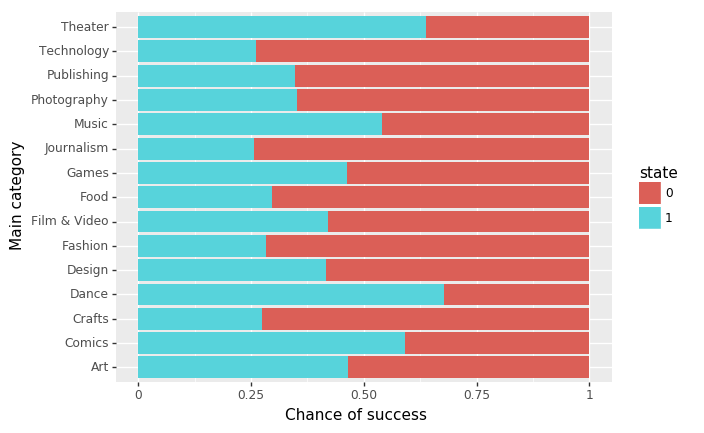 Theater
Technology
Publishing
Photography
Music
Journalism
Games
Food
Film & Video
Fashion
Design
Dance
Crafts
Comics
Art
Main category
0 0.25 0.50 0.75 1
Chance of success
state
0
1